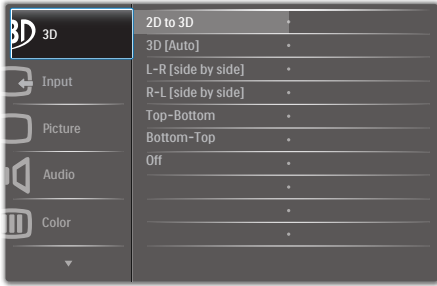 3D 3D
Input
Picture
Audio
Color
2D to 3D
3D [Auto]
L-R [side by side]
R-L [side by side]
Top-Bottom
Bottom-Top
Off